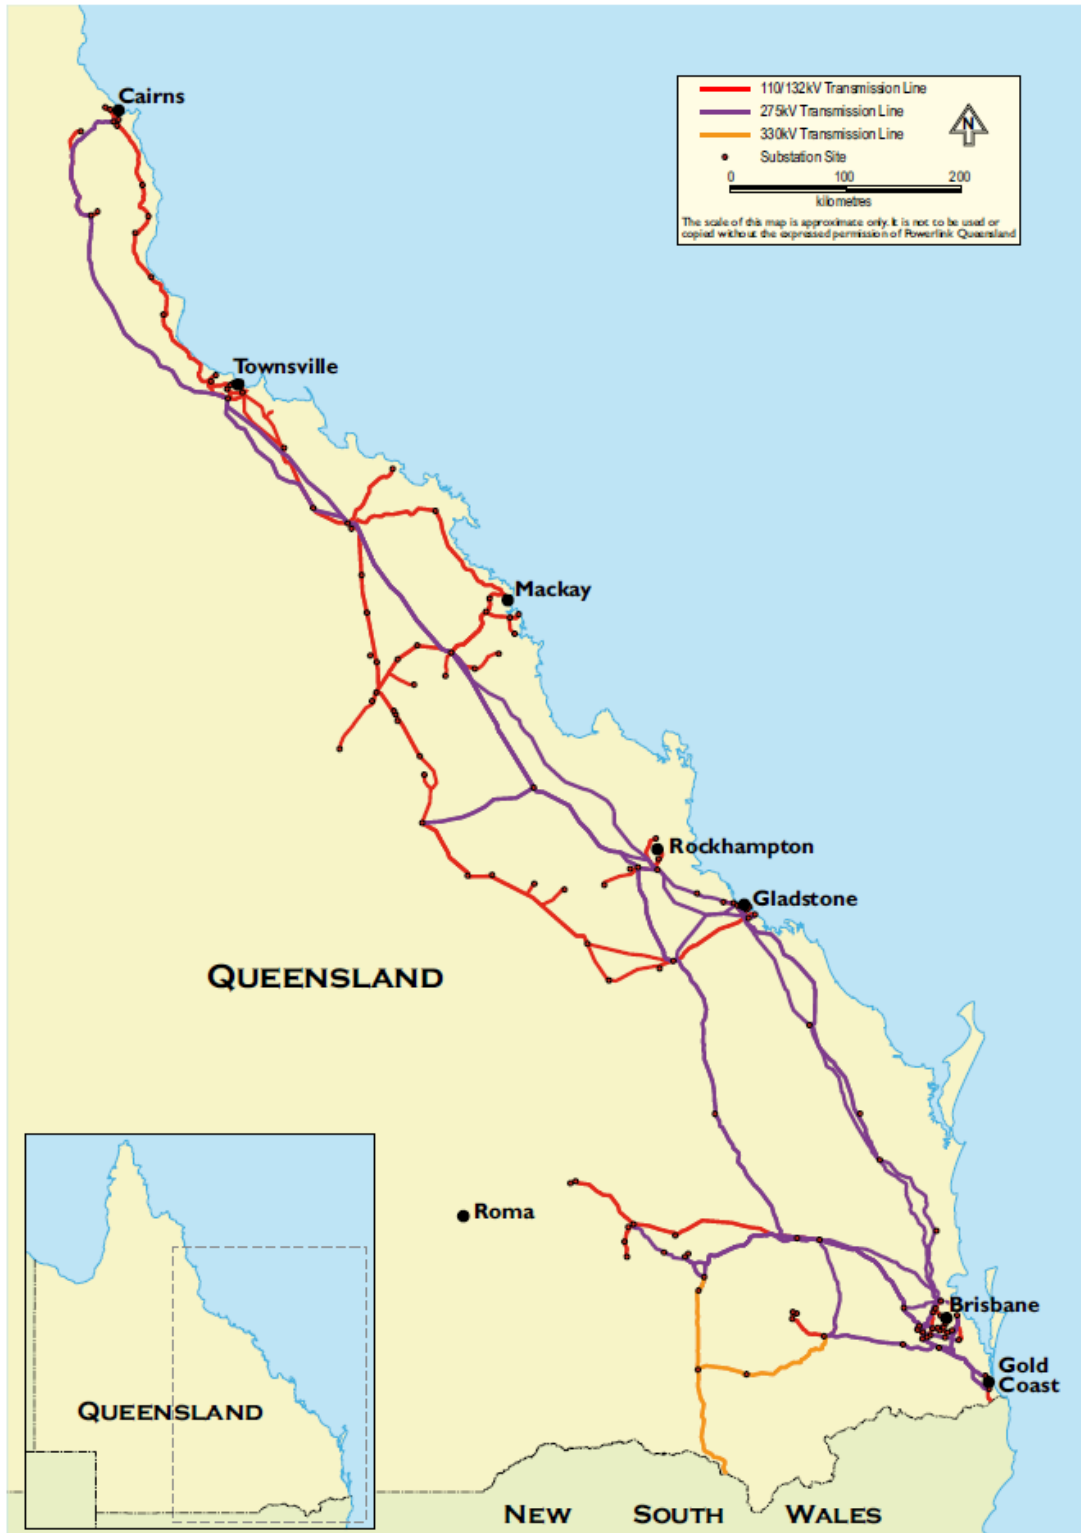 Cairns
110/132kV Transmission Line
275kV Transmission Line
330kV Transmission Line
N
Substation Site
0 100 200
kilometres
The scale of this map is approximate only. It is not to be used or
copied without the expressed permission of Powerlink Queensland
Townsville
Mackay
Rockhampton
Gladstone
QUEENSLAND
Roma
Brisbane
Gold
Coast
QUEENSLAND
NEW SOUTH WALES